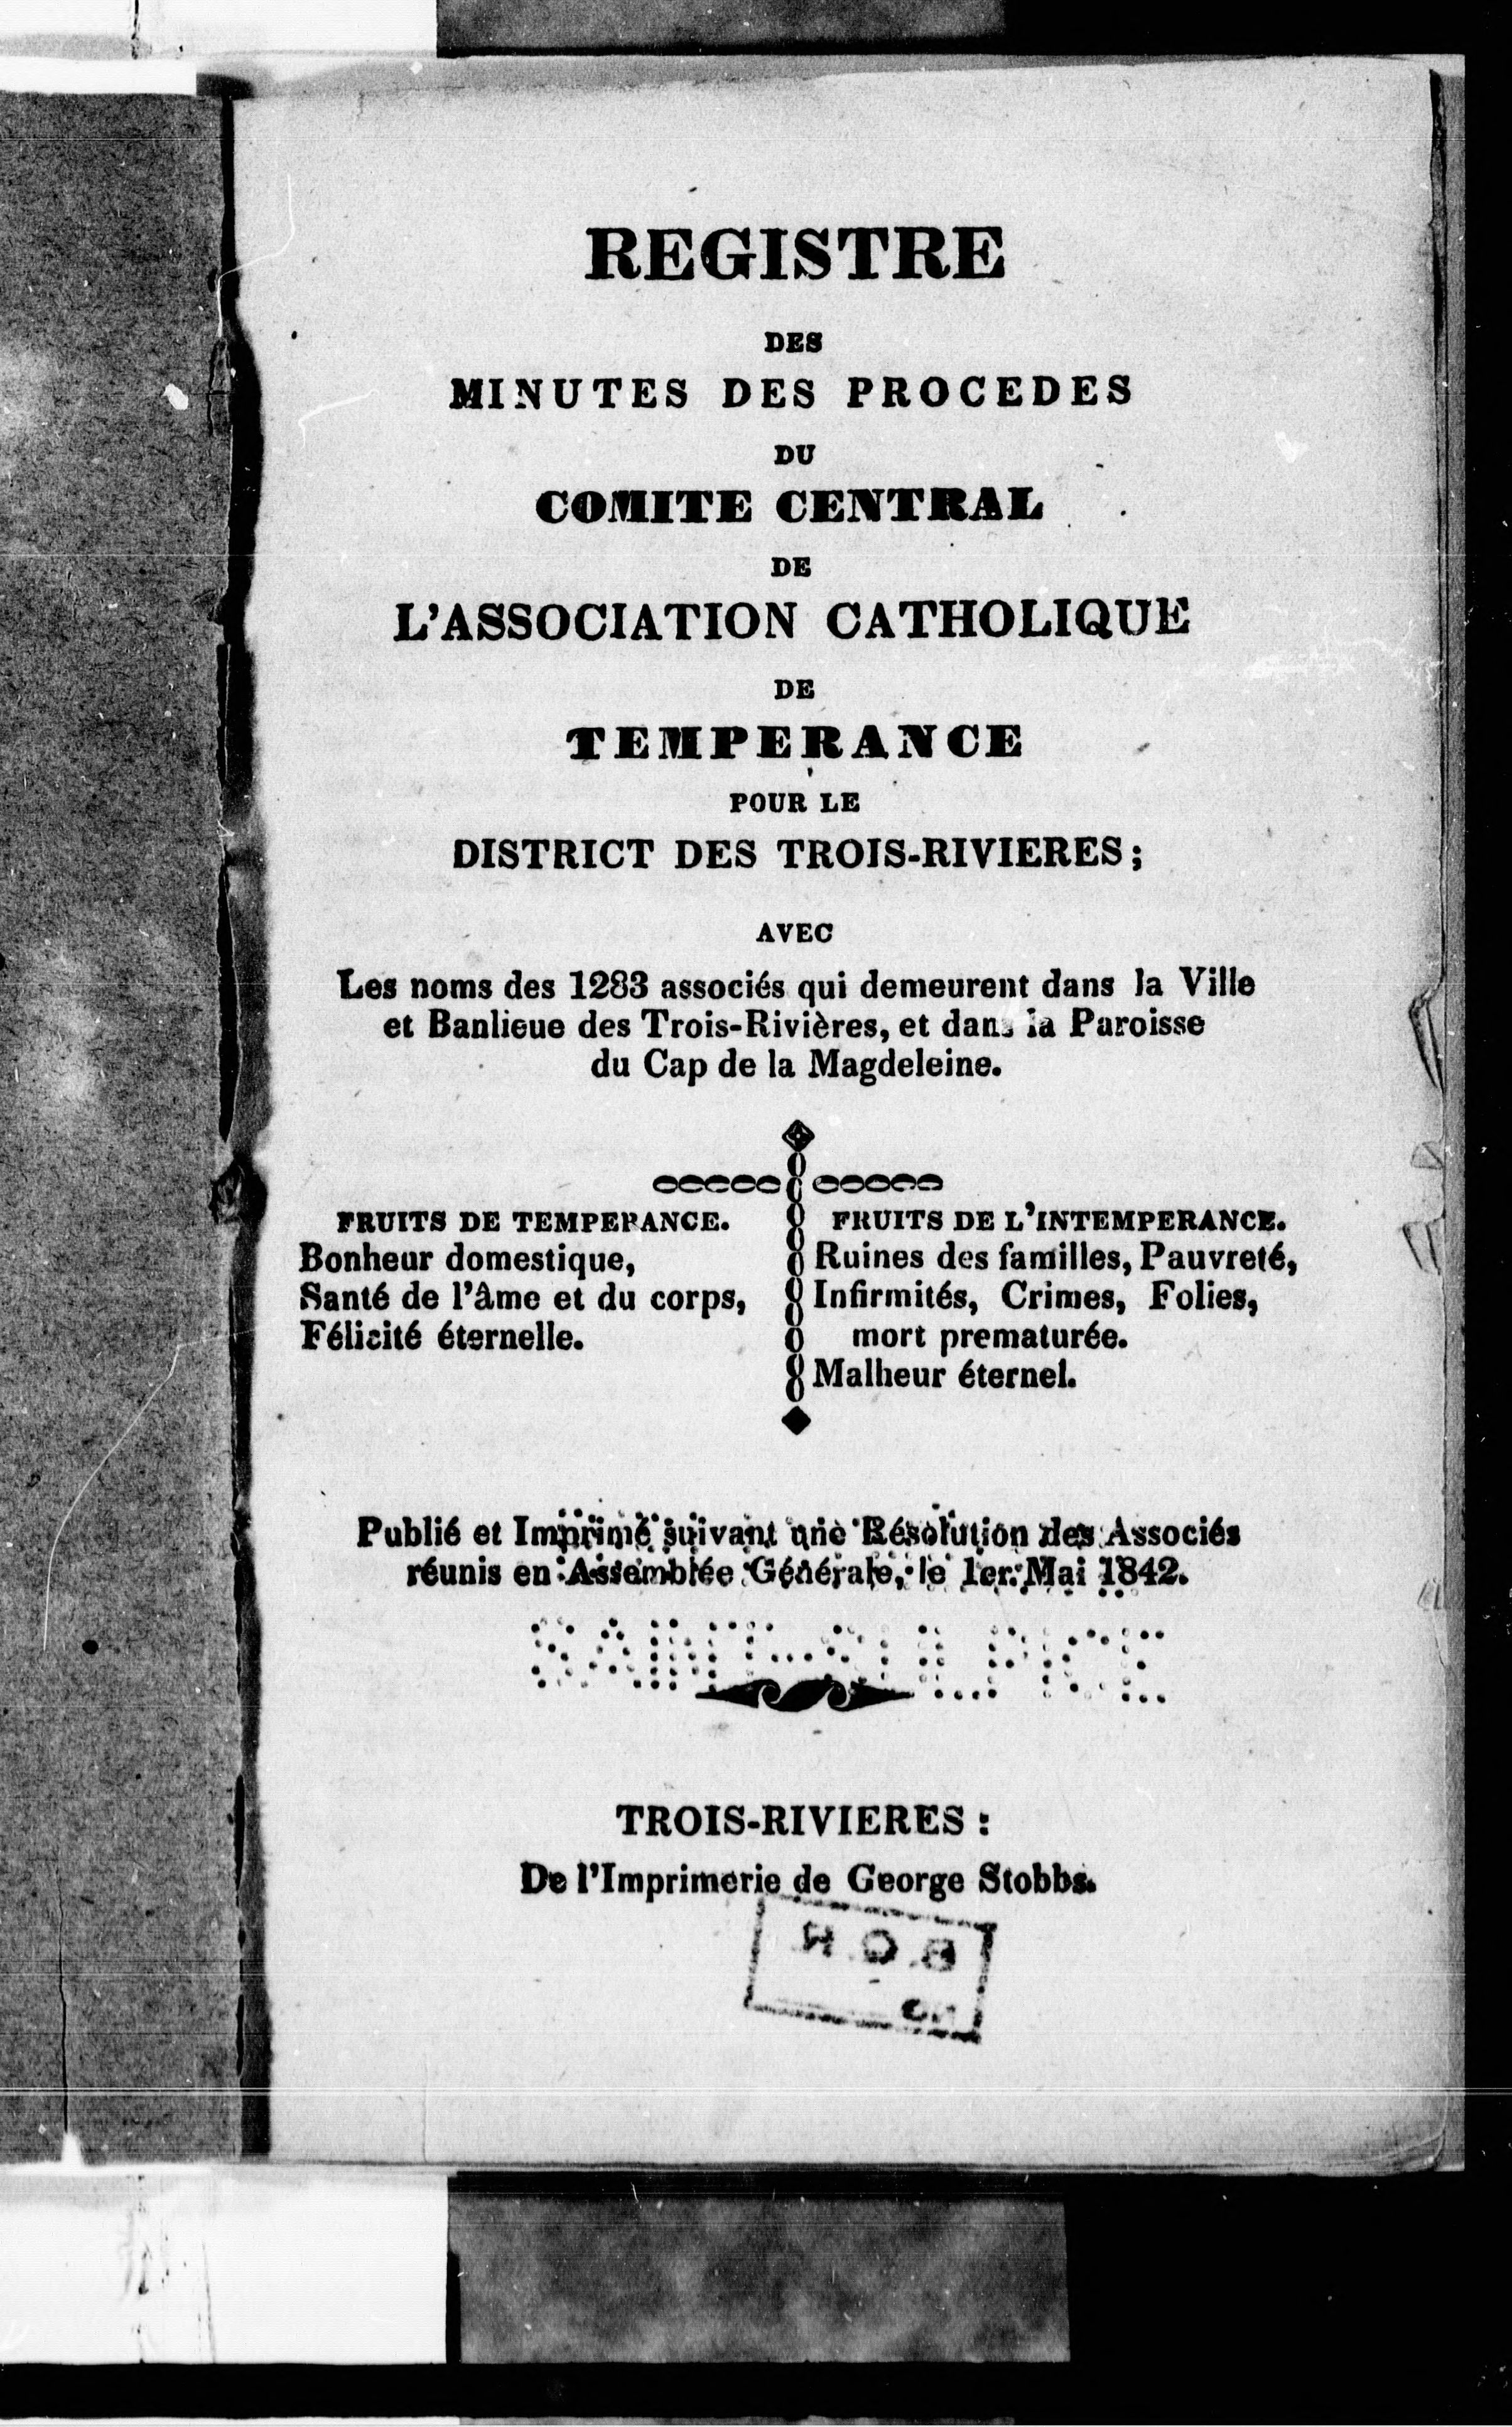 REGISTRE
DES
MINUTES DES PROCEDES
DU
COMITE CENTRAL
DE
L'ASSOCIATION CATHOLIQUE
DE
TEMPERANCE
POUR LE
DISTRICT DES TROIS-RIVIERES;
AVEC
Les noms des 1283 associés qui demeurent dans la Ville
et Banlieue des Trois-Rivières, et dans la Paroisse
du Cap de la Magdeleine.
FRUITS DE TEMPERANCE.
Bonheur domestique,
Santé de l'âme et du corps,
Félicité éternelle.
FRUITS DE L'INTEMPERANCE.
Ruines des familles, Pauvreté,
Infirmités, Crimes, Folies,
mort prematurée.
Malheur éternel.
Publié et Imprimé suivant une Résolution des Associés
réunis en Assemblée Générale, le 1er. Mai 1842.
SAINT-SULPICE
TROIS-RIVIERES:
De l'Imprimerie de George Stobbs.